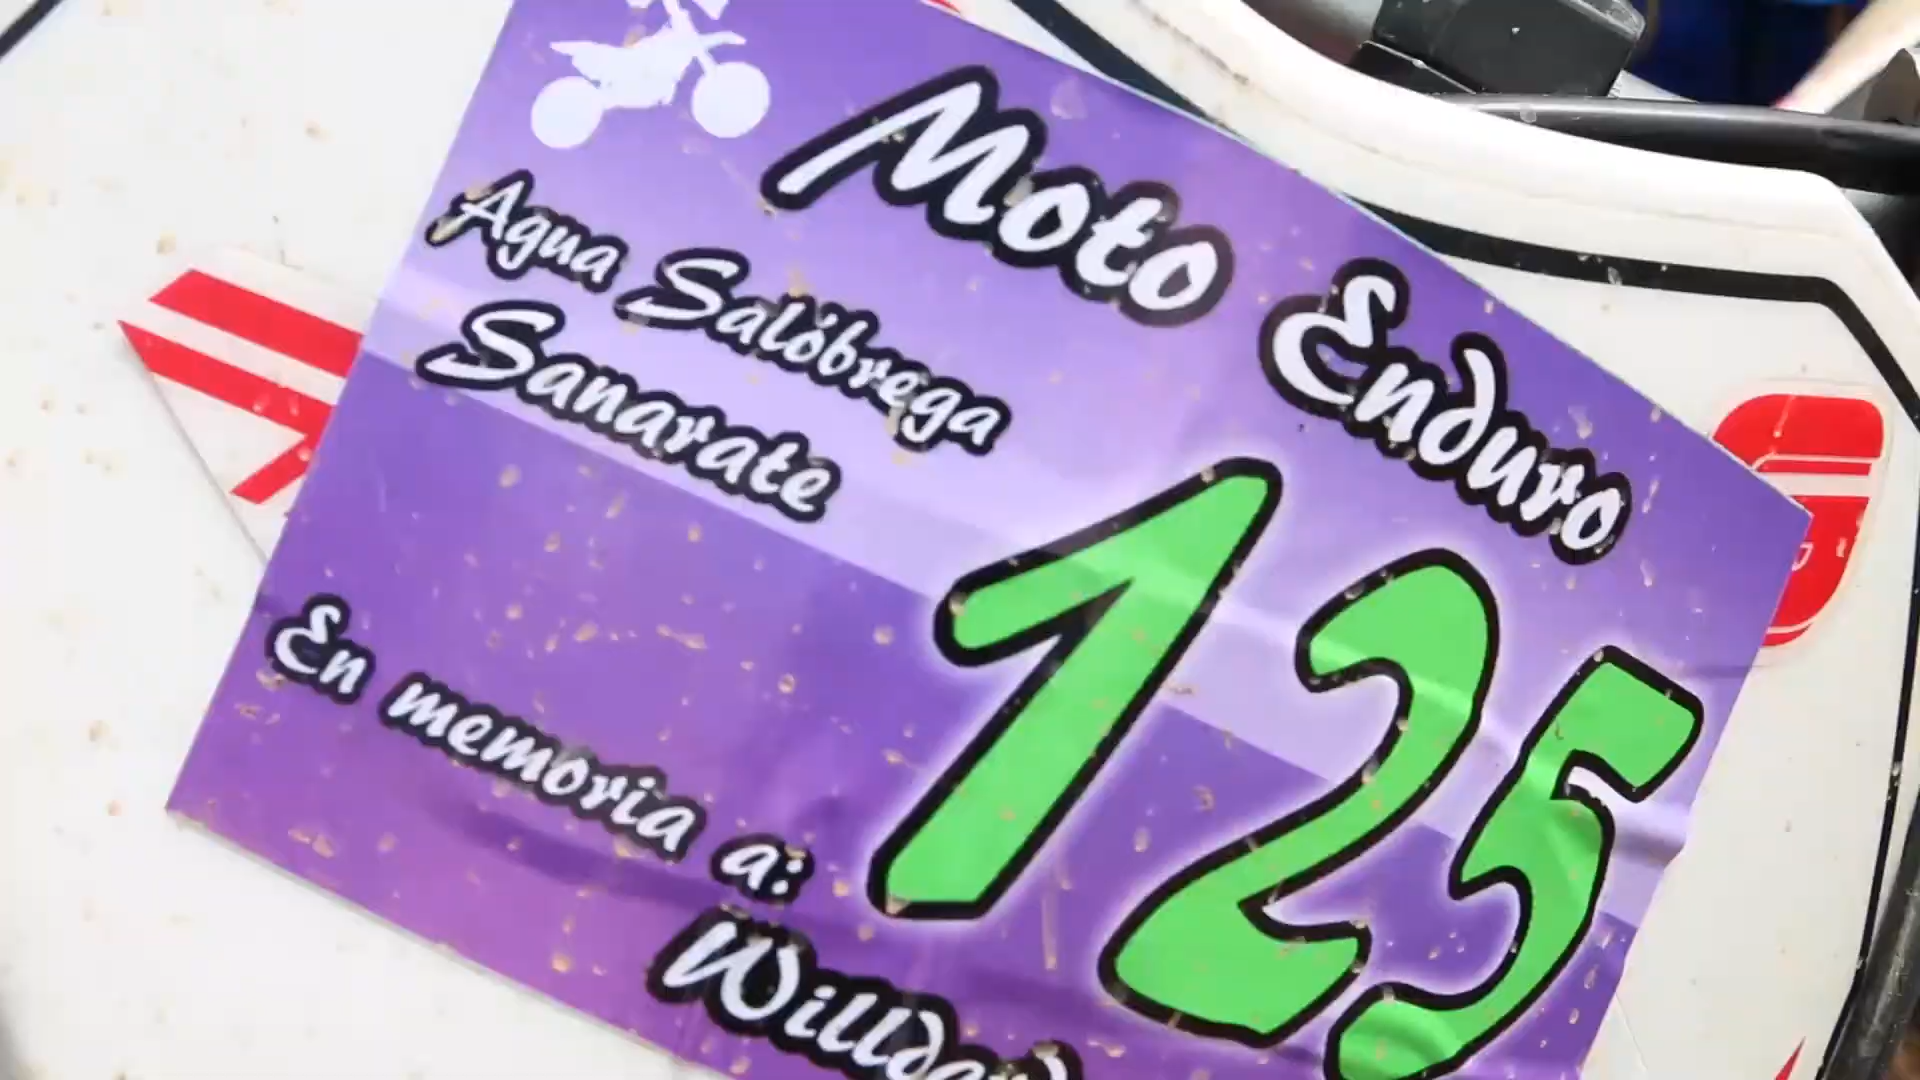 Moto Enduro
Agua Salóbrega
Sanarate
125
En memoria a: